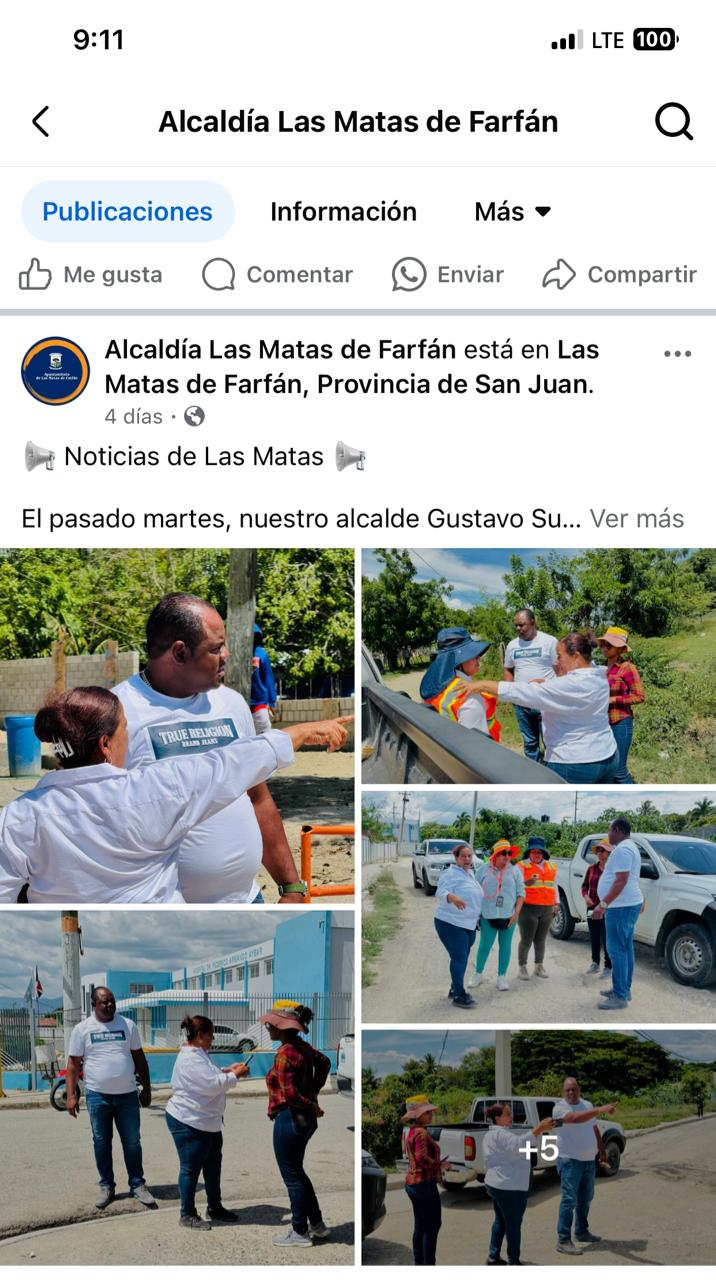 9:11
LTE 100
Alcaldía Las Matas de Farfán
Publicaciones Información Más
Me gusta Comentar Enviar Compartir
Alcaldía Las Matas de Farfán está en Las
Matas de Farfán, Provincia de San Juan.
4 días ·
Noticias de Las Matas
El pasado martes, nuestro alcalde Gustavo Su... Ver más
TRUE RELIGION
BRAND JEANS
+5